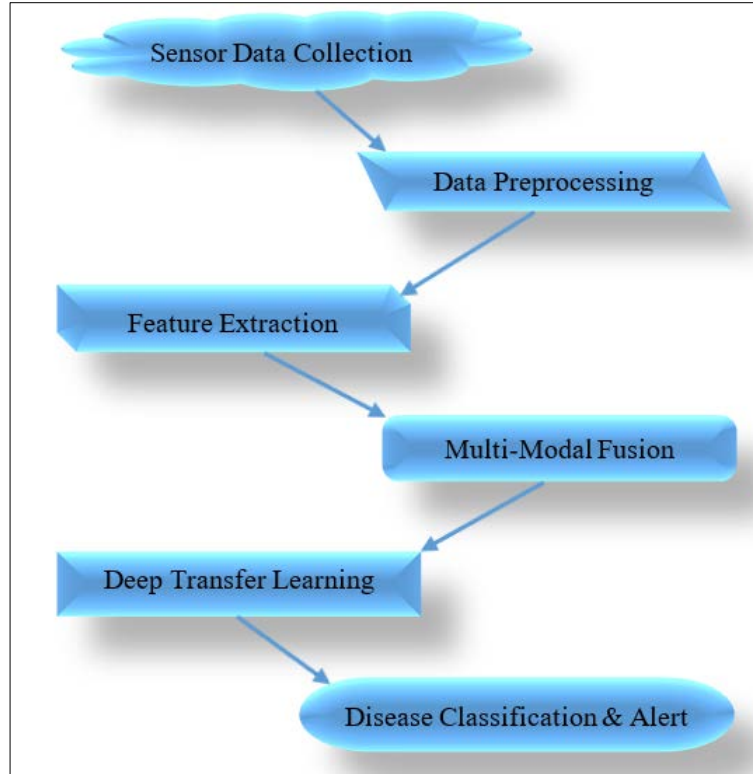 Sensor Data Collection
Data Preprocessing
Feature Extraction
Multi-Modal Fusion
Deep Transfer Learning
Disease Classification & Alert